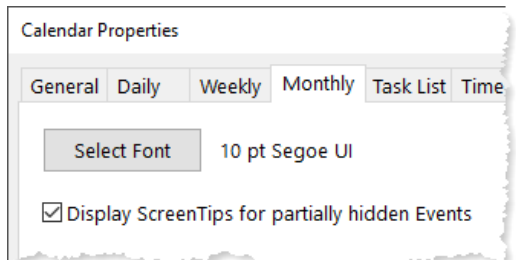 Calendar Properties
General Daily Weekly Monthly Task List Time
Select Font 10 pt Segoe UI
Display ScreenTips for partially hidden Events